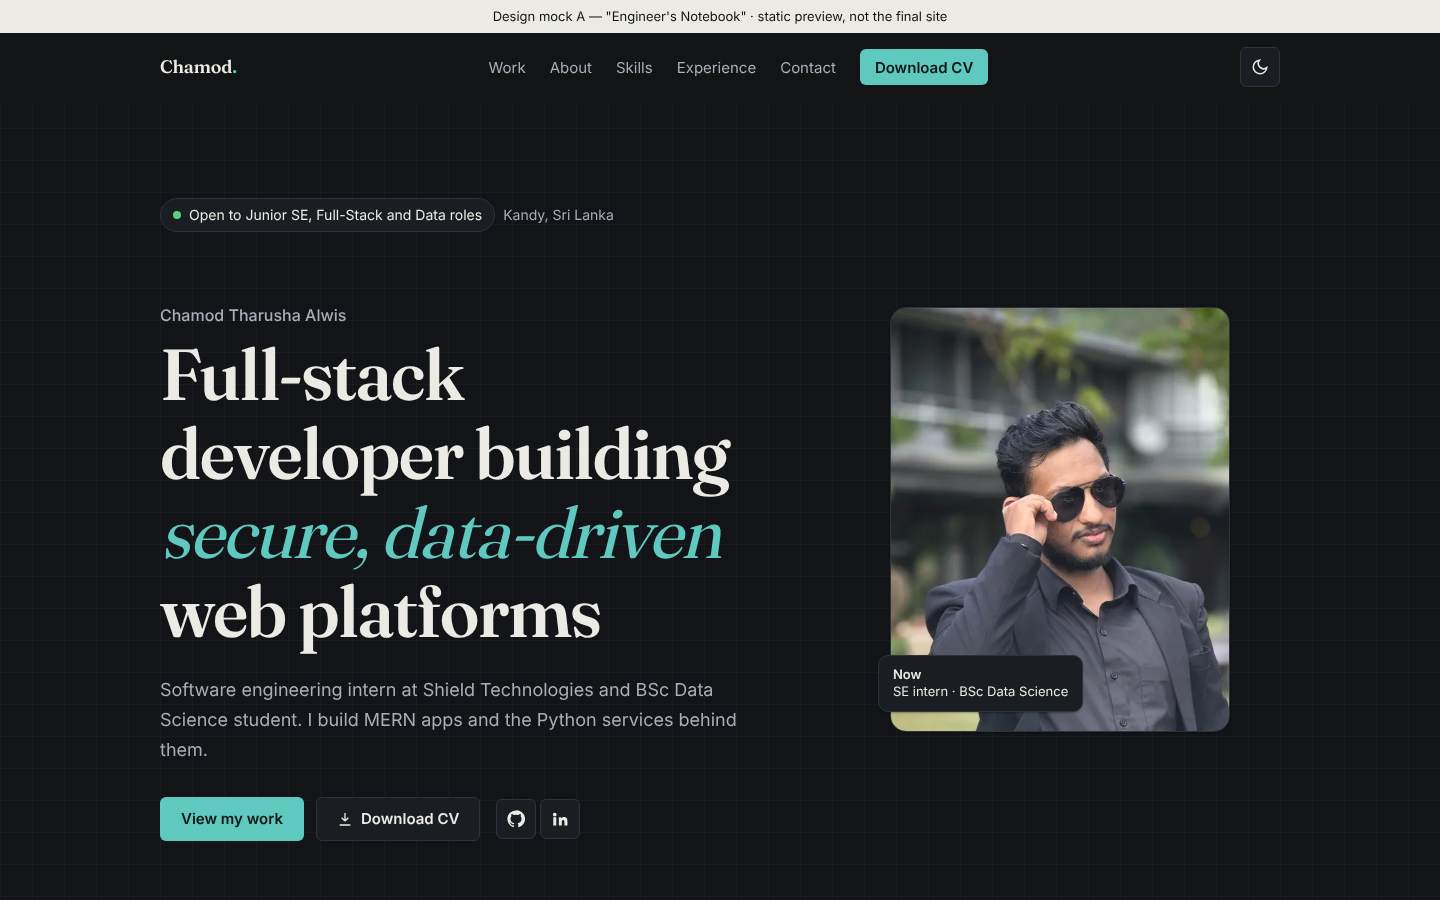 Design mock A — "Engineer's Notebook" · static preview, not the final site
Chamod.
Work
About
Skills
Experience
Contact
Download CV
Open to Junior SE, Full-Stack and Data roles
Kandy, Sri Lanka
Chamod Tharusha Alwis
Full-stack
developer building
secure, data-driven
web platforms
Software engineering intern at Shield Technologies and BSc Data
Science student. I build MERN apps and the Python services behind
them.
Now
SE intern · BSc Data Science
View my work
Download CV
in